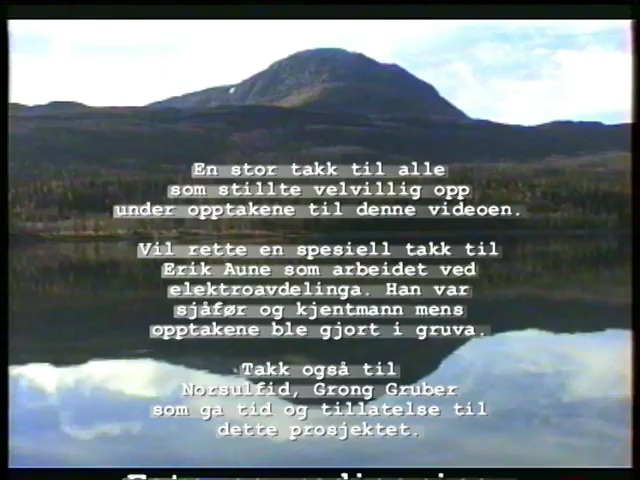 En stor takk til alle
som stillte velvillig opp
under opptakene til denne videoen.
Vil rette en spesiell takk til
Erik Aune som arbeidet ved
elektroavdelinga. Han var
sjåfør og kjentmann mens
opptakene ble gjort i gruva.
Takk også til
Norsulfid, Grong Gruber
som ga tid og tillatelse til
dette prosjektet.